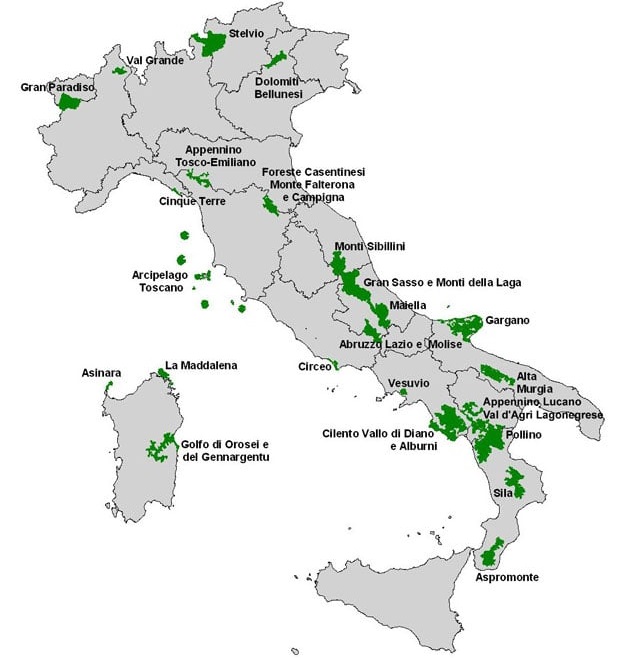 Stelvio
Val Grande
Gran Paradiso
Dolomiti
Bellunesi
Appennino
Tosco-Emiliano
Foreste Casentinesi
Monte Falterona
e Campigna
Cinque Terre
Monti Sibillini
Arcipelago
Toscano
Gran Sasso e Monti della Laga
Maiella
Gargano
Abruzzo Lazio e Molise
Circeo
La Maddalena
Asinara
Vesuvio
Alta
Murgia
Appennino Lucano
Val d'Agri Lagonegrese
Cilento Vallo di Diano
e Alburni
Pollino
Golfo di Orosei e
del Gennargentu
Sila
Aspromonte